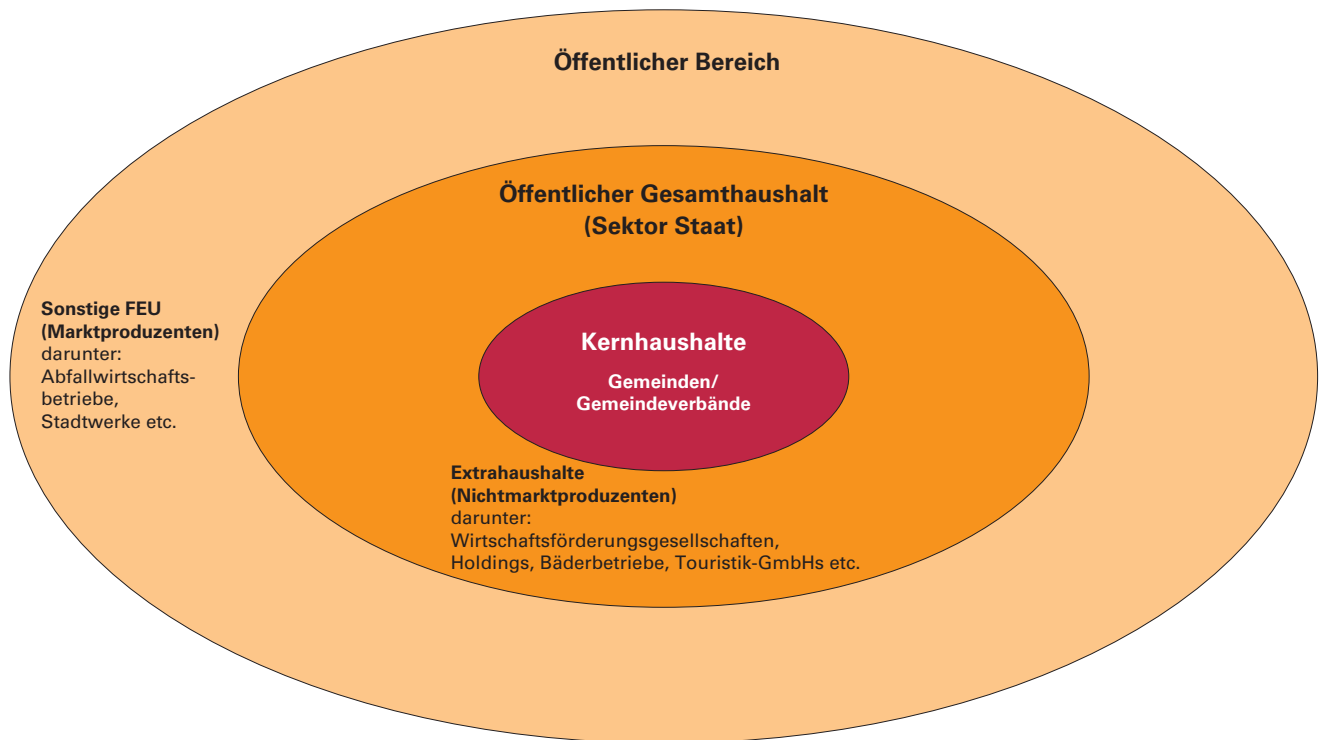 Öffentlicher Bereich
Öffentlicher Gesamthaushalt
(Sektor Staat)
Sonstige FEU
(Marktproduzenten)
darunter:
Abfallwirtschafts-
betriebe,
Stadtwerke etc.
Kernhaushalte
Gemeinden/
Gemeindeverbände
Extrahaushalte
(Nichtmarktproduzenten)
darunter:
Wirtschaftsförderungsgesellschaften,
Holdings, Bäderbetriebe, Touristik-GmbHs etc.